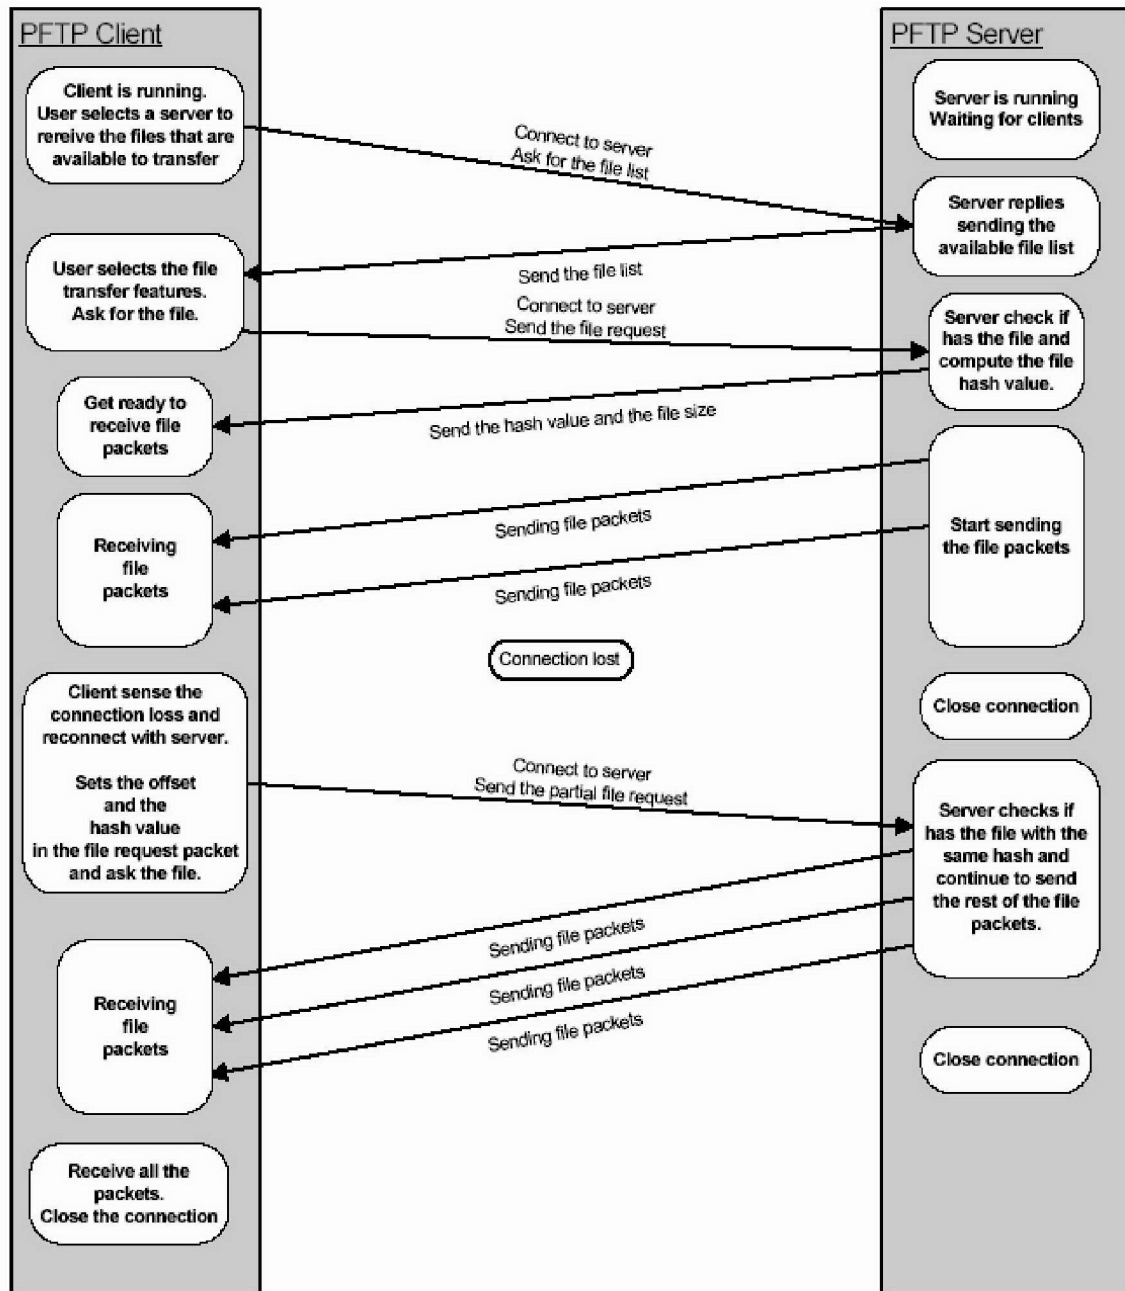 PFTP Client
PFTP Server
Client is running.
User selects a server to
rereive the files that are
available to transfer
Server is running
Waiting for clients
Connect to server
Ask for the file list
Server replies
sending the
available file list
User selects the file
transfer features.
Ask for the file.
Send the file list
Connect to server
Send the file request
Server check if
has the file and
compute the file
hash value.
Get ready to
receive file
packets
Send the hash value and the file size
Receiving
file
packets
Sending file packets
Sending file packets
Start sending
the file packets
Connection lost
Client sense the
connection loss and
reconnect with server.
Sets the offset
and the
hash value
in the file request packet
and ask the file.
Close connection
Connect to server
Send the partial file request
Server checks if
has the file with the
same hash and
continue to send
the rest of the file
packets.
Sending file packets
Sending file packets
Sending file packets
Receiving
file
packets
Close connection
Receive all the
packets.
Close the connection